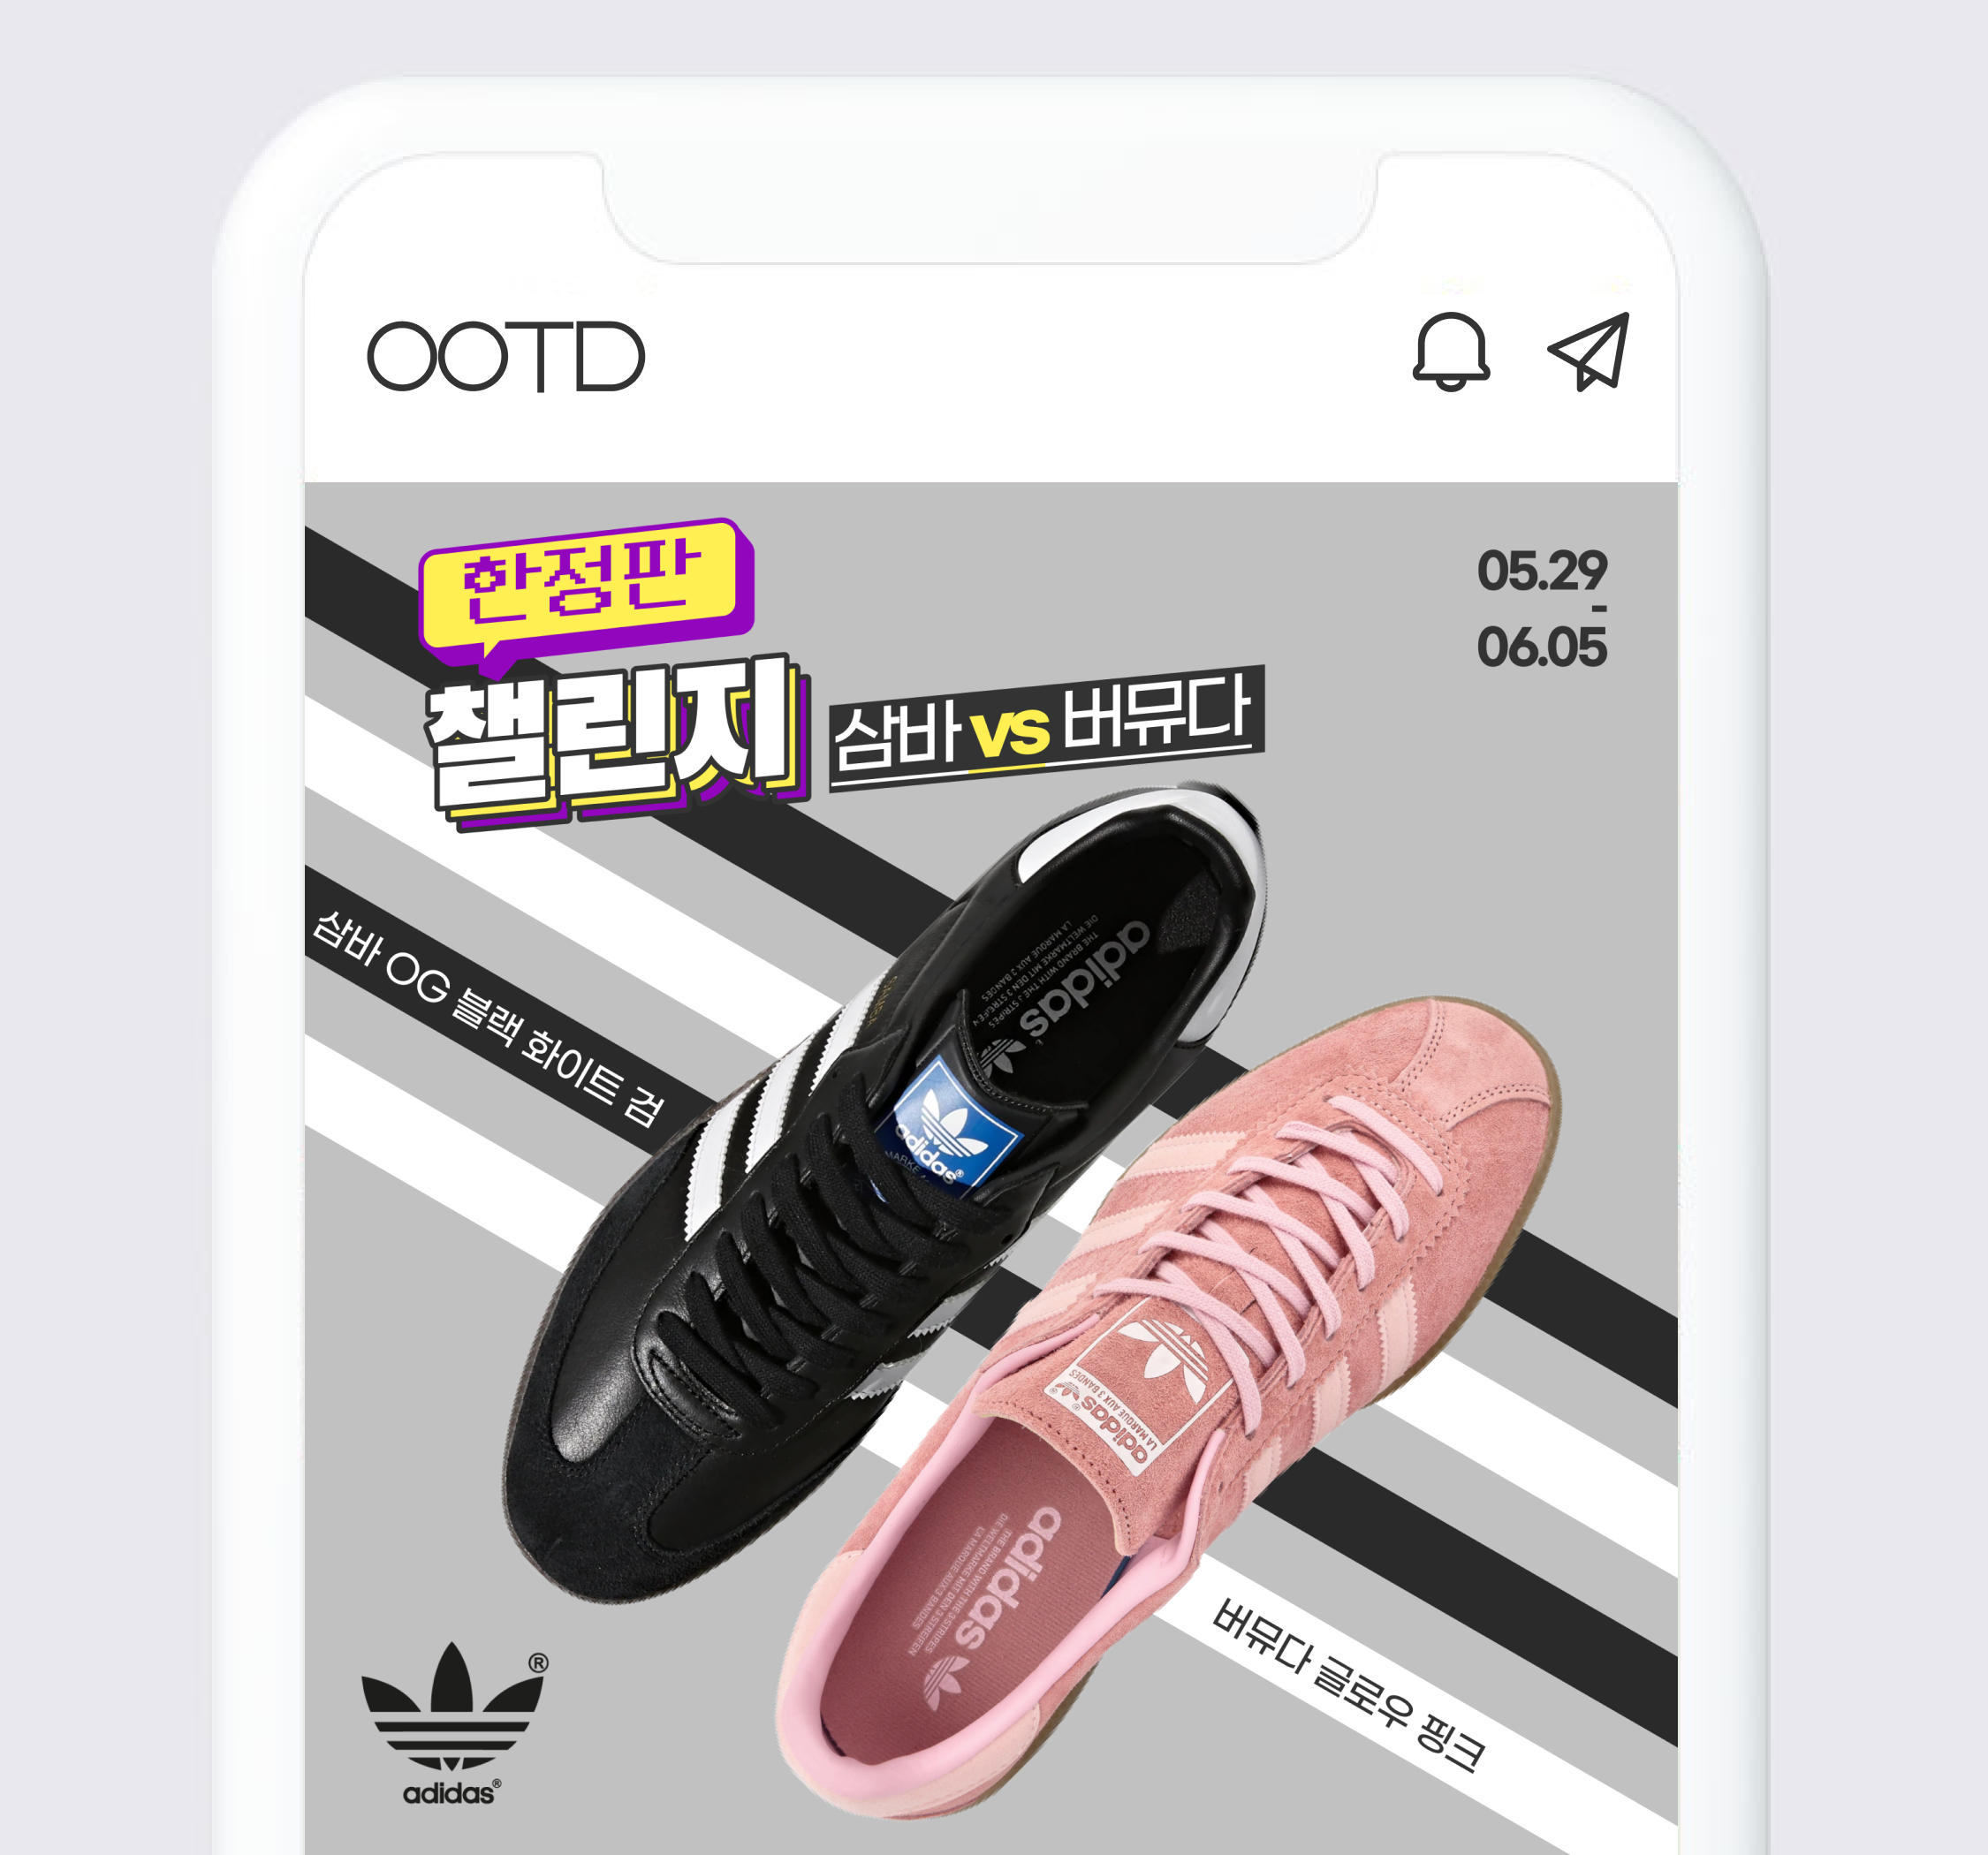 OOTD
한정판
챌린지
삼바 vs 버뮤다
05.29
-
06.05
삼바 OG 블랙 화이트 검
adidas
THE BRAND WITH THE 3 STRIPES
DIE WELTMARKE MIT DEN 3 STREIFEN
LA MARQUE AUX 3 BANDES
adidas®
adidas®
LA MARQUE AUX 3 BANDES
adidas
THE BRAND WITH THE 3 STRIPES
DIE WELTMARKE MIT DEN 3 STREIFEN
LA MARQUE AUX 3 BANDES
버뮤다 글로우 핑크
®
adidas®